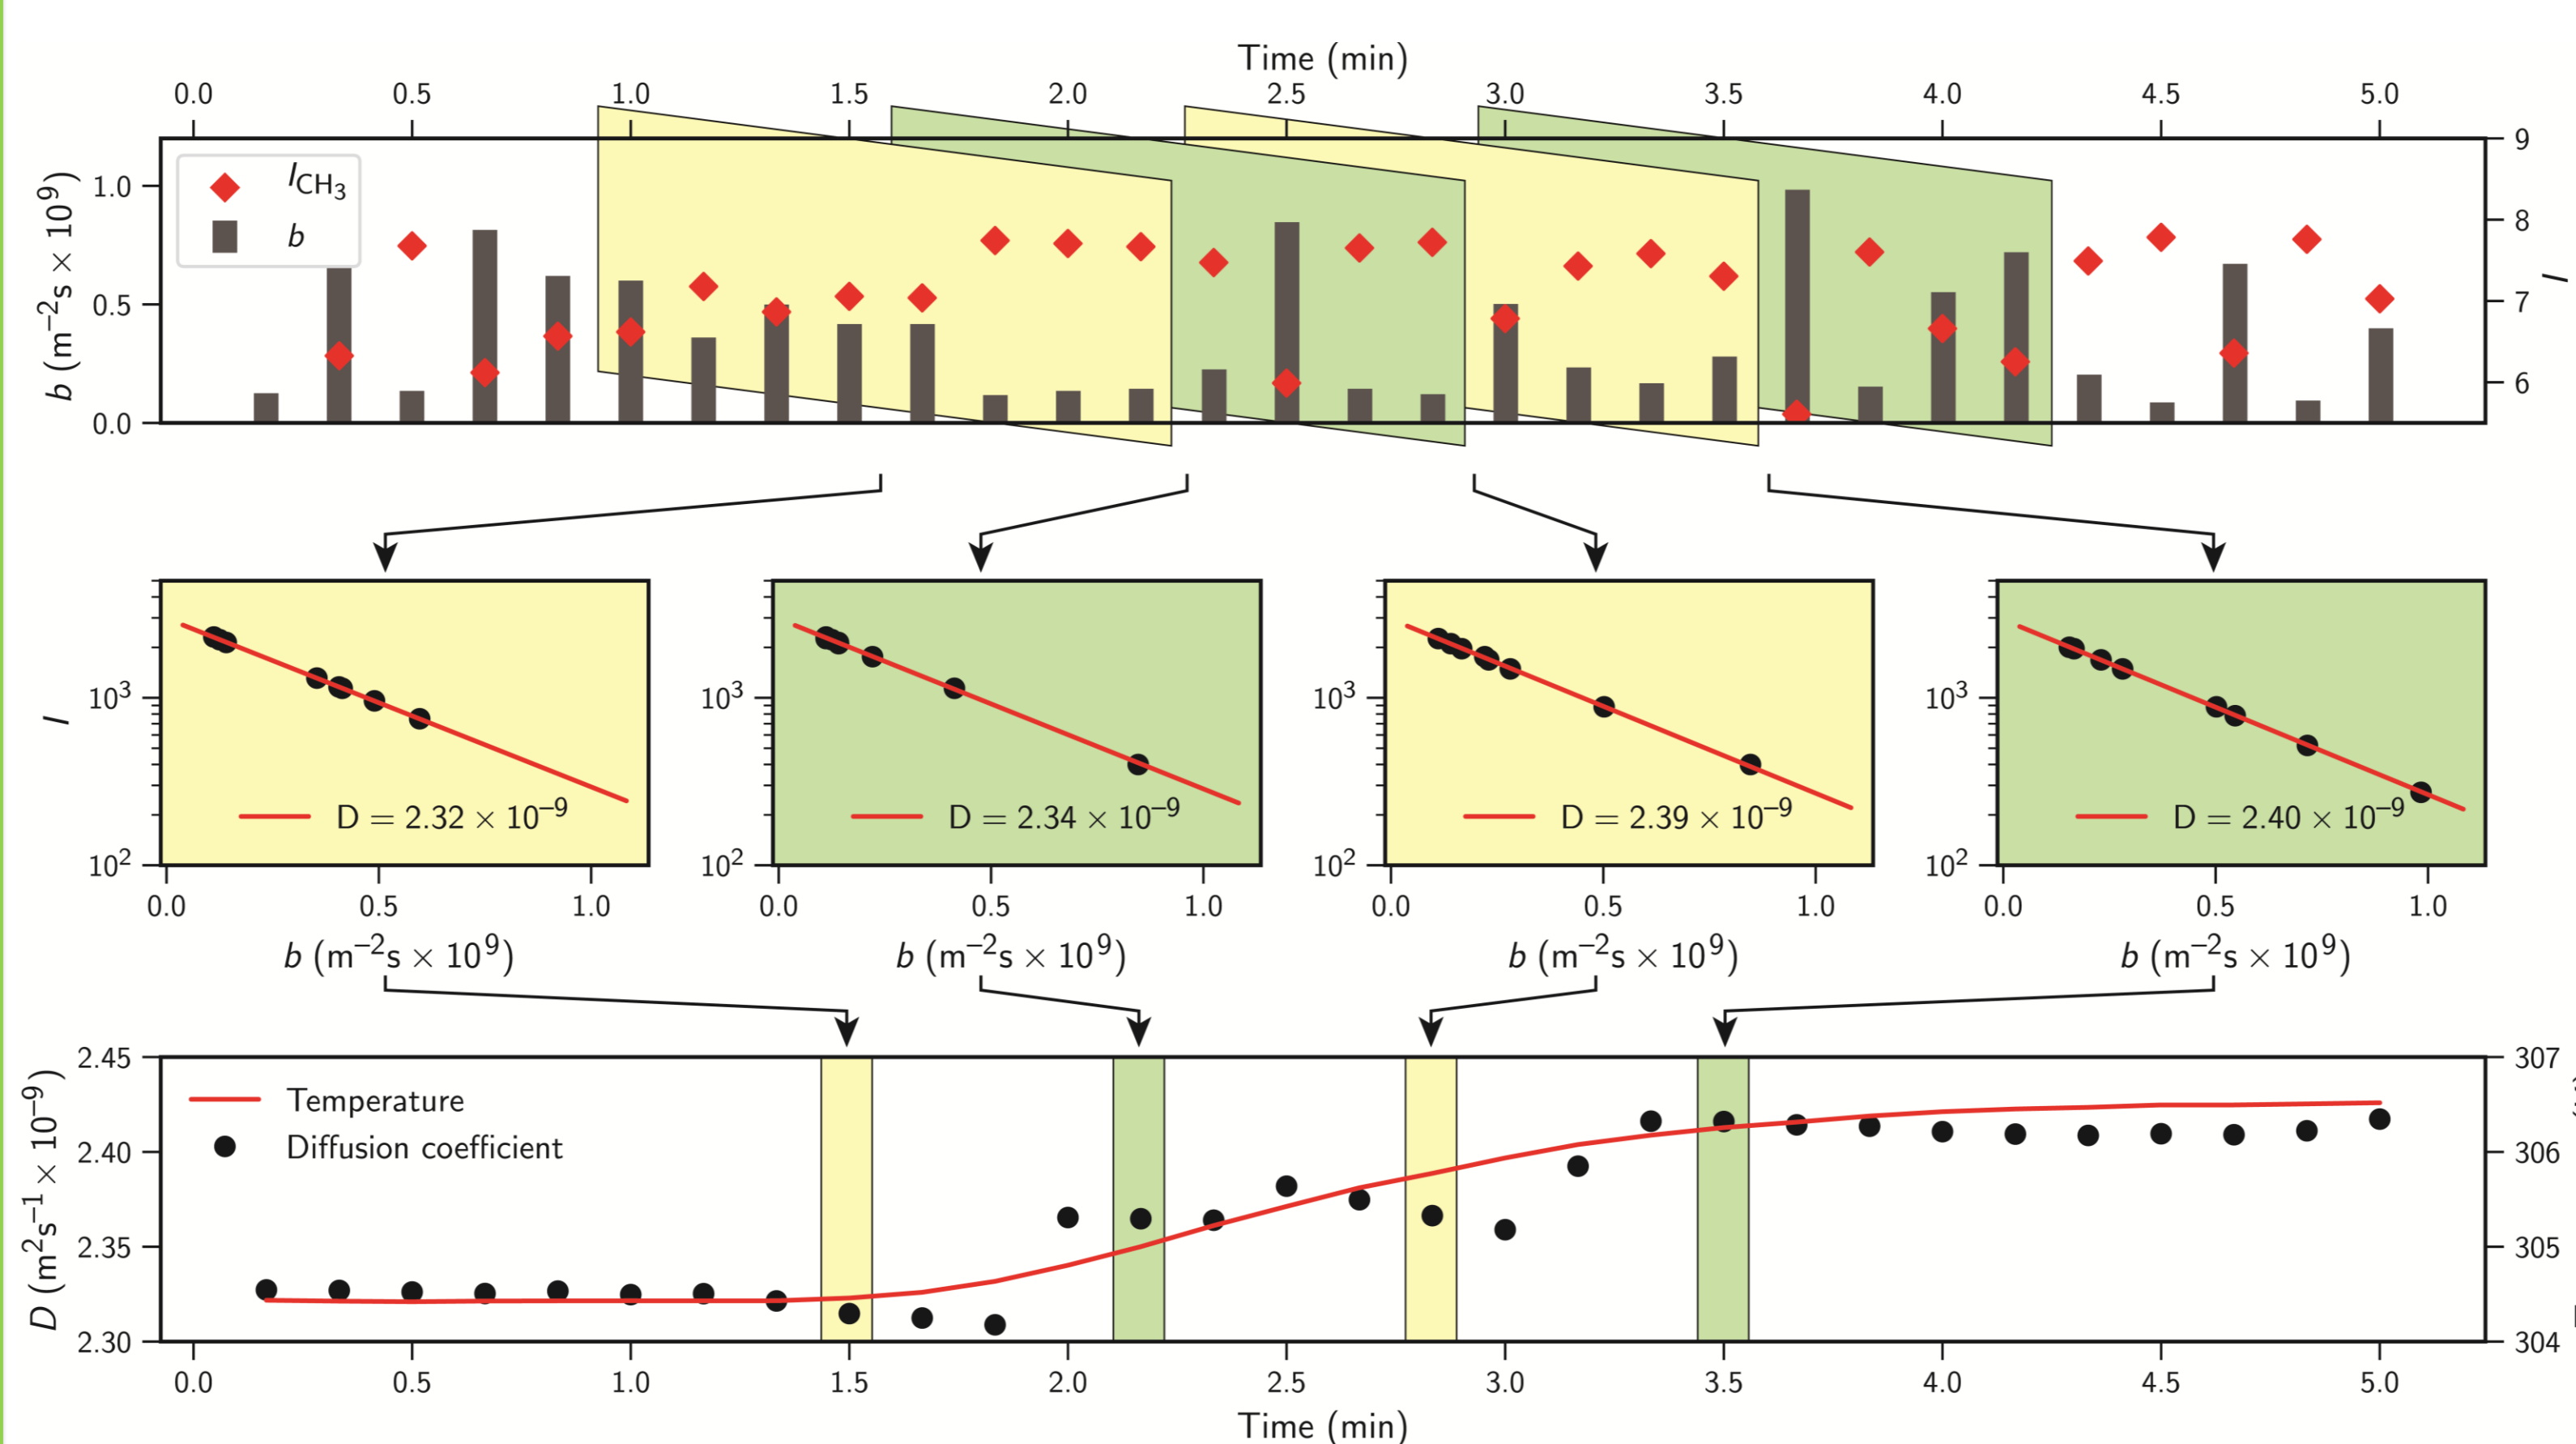 Time (min)
0.0 0.5 1.0 1.5 2.0 2.5 3.0 3.5 4.0 4.5 5.0
b (m⁻²s × 10⁹)
1.0
0.5
0.0
I_CH₃
b
9
8
7
6
I
I
10³
10²
D = 2.32 × 10⁻⁹
0.0 0.5 1.0
b (m⁻²s × 10⁹)
10³
10²
D = 2.34 × 10⁻⁹
0.0 0.5 1.0
b (m⁻²s × 10⁹)
10³
10²
D = 2.39 × 10⁻⁹
0.0 0.5 1.0
b (m⁻²s × 10⁹)
10³
10²
D = 2.40 × 10⁻⁹
0.0 0.5 1.0
b (m⁻²s × 10⁹)
D (m²s⁻¹ × 10⁻⁹)
2.45
2.40
2.35
2.30
Temperature
Diffusion coefficient
307
306
305
304
0.0 0.5 1.0 1.5 2.0 2.5 3.0 3.5 4.0 4.5 5.0
Time (min)